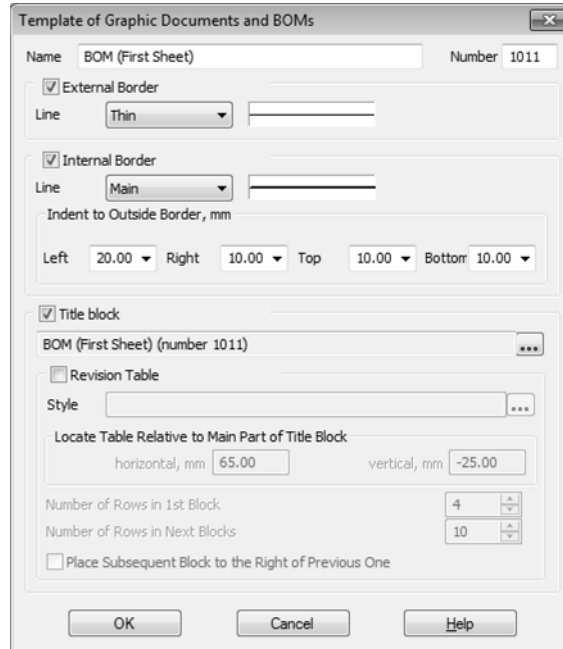 Template of Graphic Documents and BOMs
Name BOM (First Sheet) Number 1011
External Border
Line Thin
Internal Border
Line Main
Indent to Outside Border, mm
Left 20.00 Right 10.00 Top 10.00 Bottom 10.00
Title block
BOM (First Sheet) (number 1011) ...
Revision Table
Style ...
Locate Table Relative to Main Part of Title Block
horizontal, mm 65.00 vertical, mm -25.00
Number of Rows in 1st Block 4
Number of Rows in Next Blocks 10
Place Subsequent Block to the Right of Previous One
OK Cancel Help